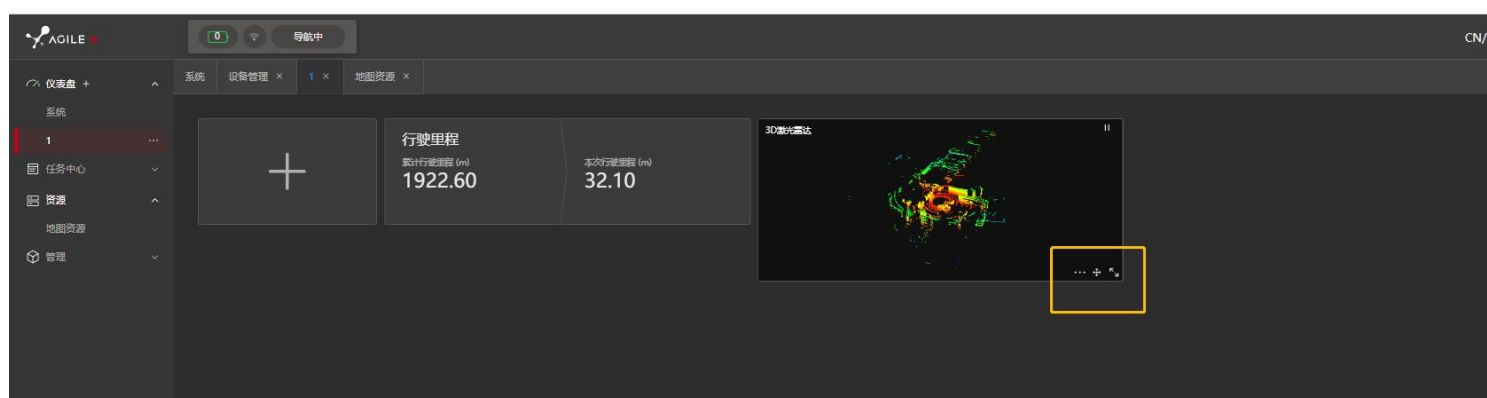 AGILE
0 导航中
CN/
仪表盘 +
系统
1 ...
任务中心
资源
地图资源
管理
系统 设备管理 × 1 × 地图资源 ×
行驶里程
累计行驶里程 (m) 本次行驶里程 (m)
1922.60 32.10
3D激光雷达